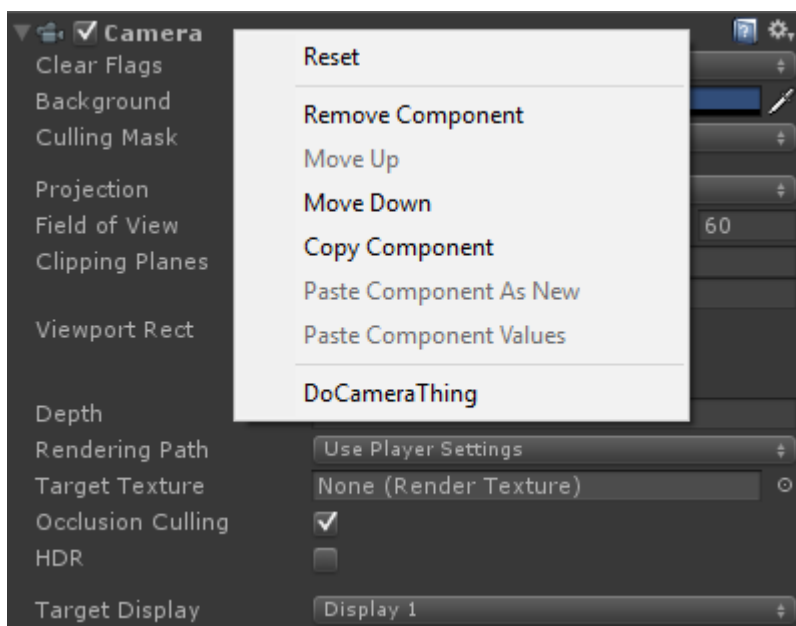 Camera
Clear Flags
Background
Culling Mask
Projection
Field of View
60
Clipping Planes
Viewport Rect
Depth
Reset
Remove Component
Move Up
Move Down
Copy Component
Paste Component As New
Paste Component Values
DoCameraThing
Rendering Path
Use Player Settings
Target Texture
None (Render Texture)
Occlusion Culling
HDR
Target Display
Display 1